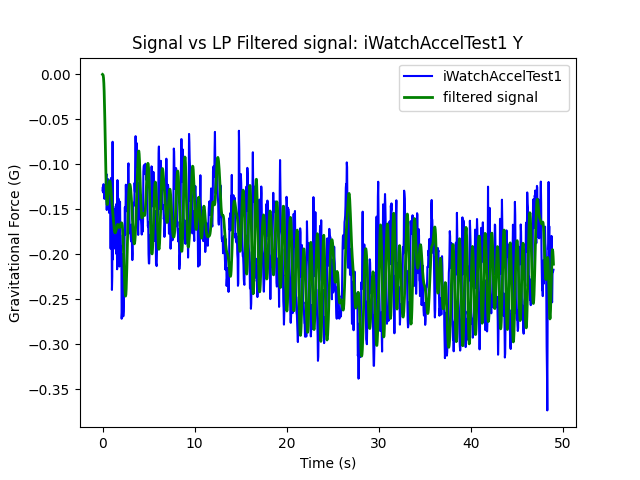 Signal vs LP Filtered signal: iWatchAccelTest1 Y
iWatchAccelTest1
filtered signal
Gravitational Force (G)
0.00
−0.05
−0.10
−0.15
−0.20
−0.25
−0.30
−0.35
0 10 20 30 40 50
Time (s)